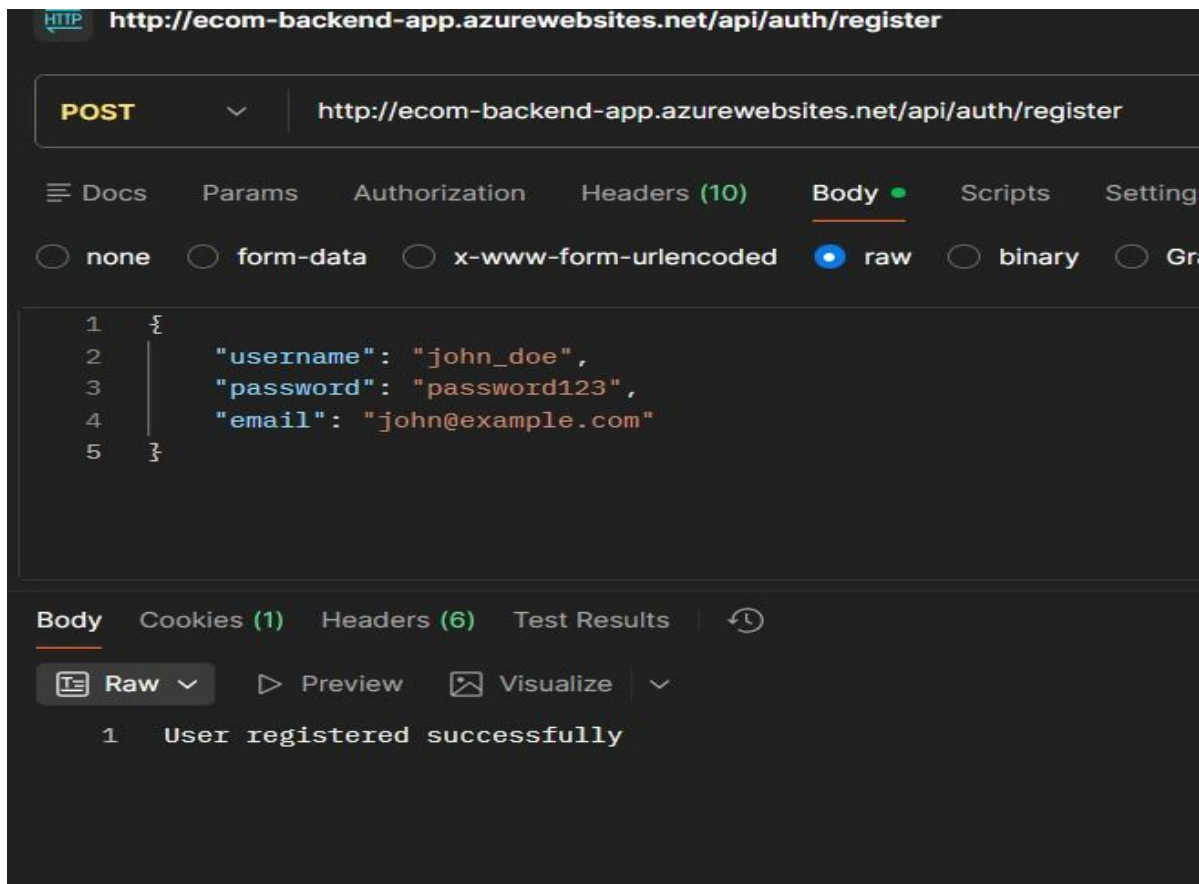 HTTP http://ecom-backend-app.azurewebsites.net/api/auth/register
POST http://ecom-backend-app.azurewebsites.net/api/auth/register
Docs Params Authorization Headers (10) Body Scripts Setting
none form-data x-www-form-urlencoded raw binary Gra
1 {
2 "username": "john_doe",
3 "password": "password123",
4 "email": "john@example.com"
5 }
Body Cookies (1) Headers (6) Test Results
Raw Preview Visualize
1 User registered successfully